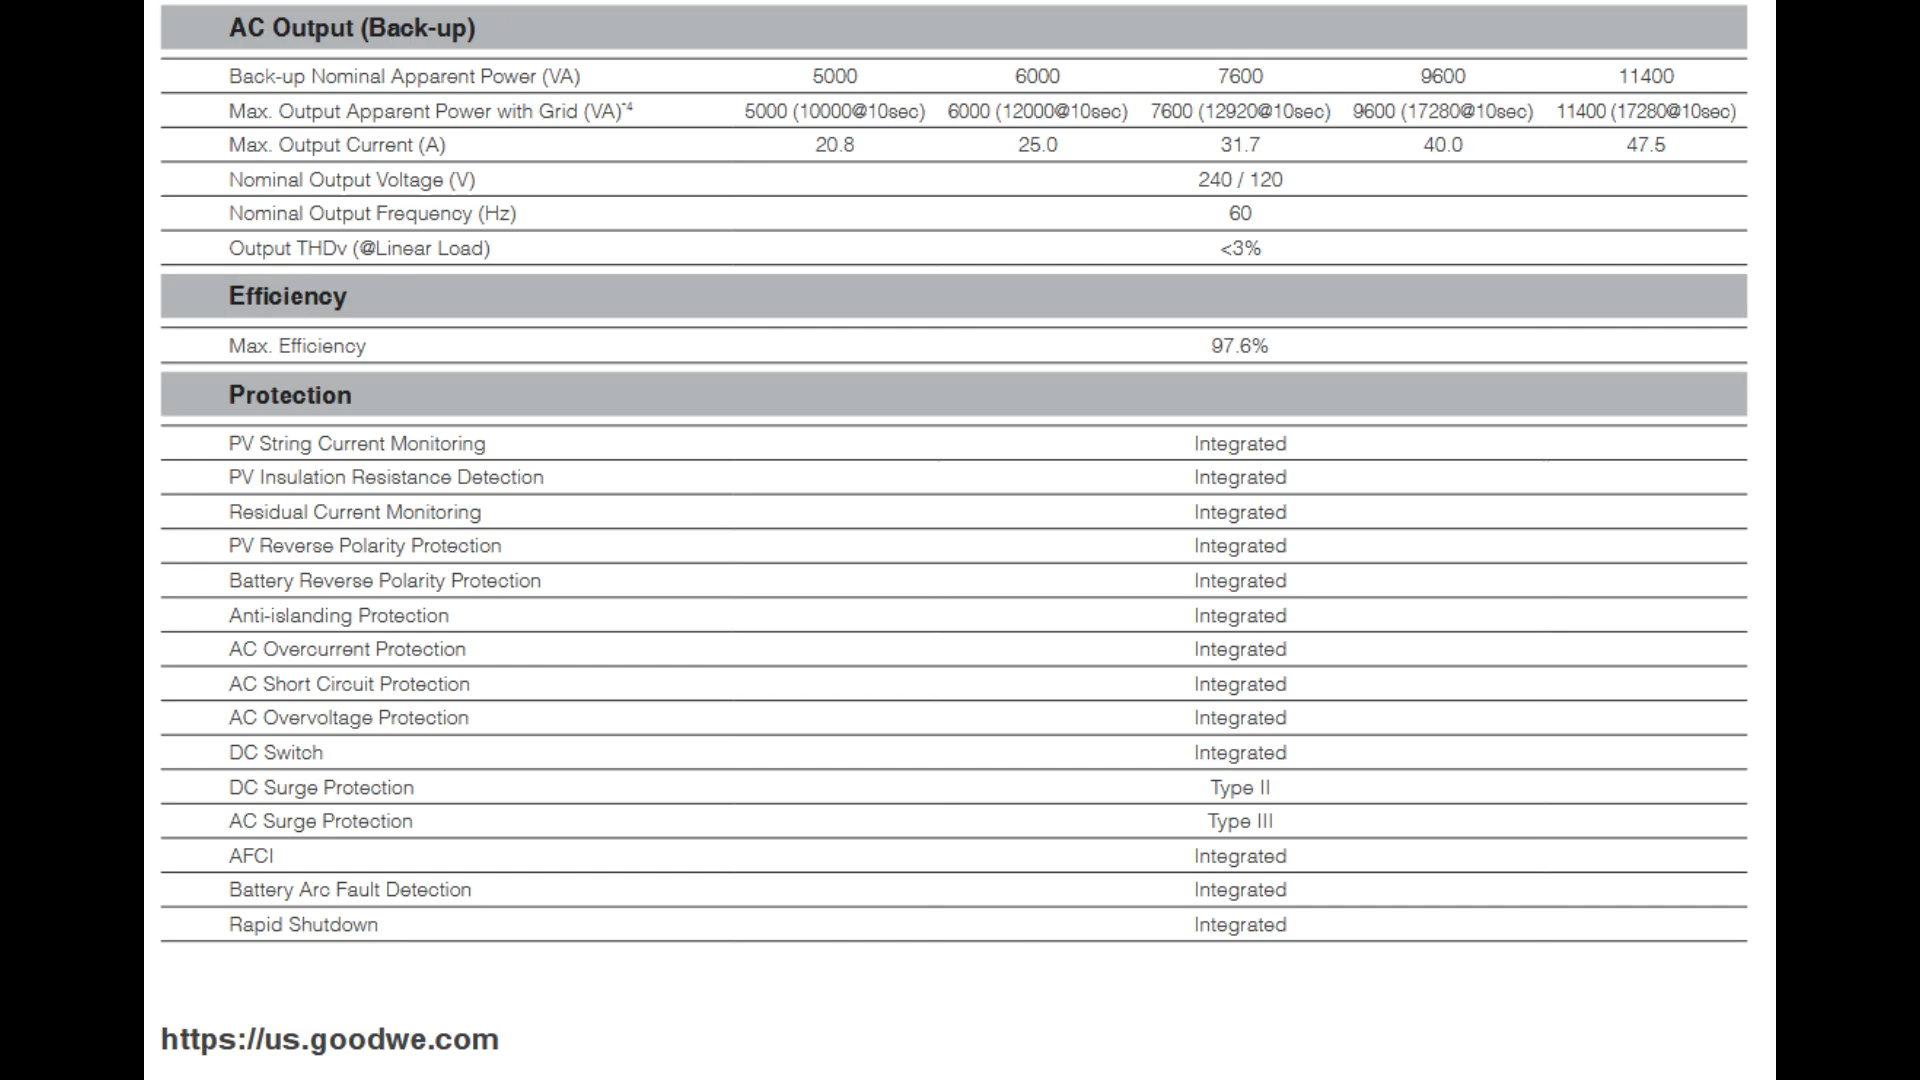 AC Output (Back-up)
Back-up Nominal Apparent Power (VA) 5000 6000 7600 9600 11400
Max. Output Apparent Power with Grid (VA)*4 5000 (10000@10sec) 6000 (12000@10sec) 7600 (12920@10sec) 9600 (17280@10sec) 11400 (17280@10sec)
Max. Output Current (A) 20.8 25.0 31.7 40.0 47.5
Nominal Output Voltage (V) 240 / 120
Nominal Output Frequency (Hz) 60
Output THDv (@Linear Load) <3%
Efficiency
Max. Efficiency 97.6%
Protection
PV String Current Monitoring Integrated
PV Insulation Resistance Detection Integrated
Residual Current Monitoring Integrated
PV Reverse Polarity Protection Integrated
Battery Reverse Polarity Protection Integrated
Anti-islanding Protection Integrated
AC Overcurrent Protection Integrated
AC Short Circuit Protection Integrated
AC Overvoltage Protection Integrated
DC Switch Integrated
DC Surge Protection Type II
AC Surge Protection Type III
AFCI Integrated
Battery Arc Fault Detection Integrated
Rapid Shutdown Integrated
https://us.goodwe.com